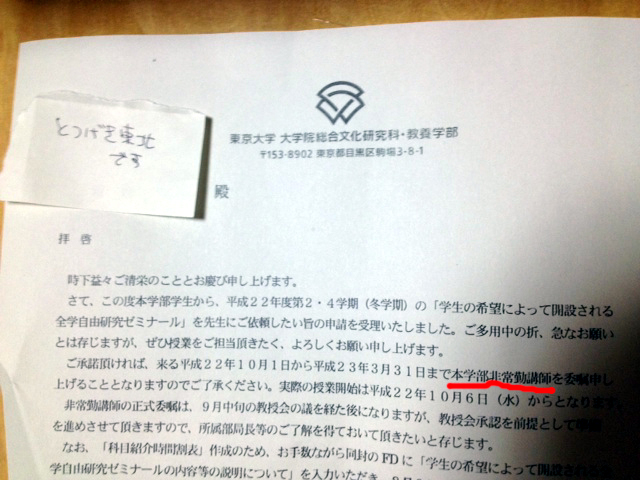 とつげき東北
です
東京大学 大学院総合文化研究科・教養学部
〒153-8902 東京都目黒区駒場3-8-1
殿
拝 啓
時下益々ご清栄のこととお慶び申し上げます。
さて、この度本学部学生から、平成22年度第2・4学期(冬学期)の「学生の希望によって開設される
全学自由研究ゼミナール」を先生にご依頼したい旨の申請を受理いたしました。ご多用中の折、急なお願い
とは存じますが、ぜひ授業をご担当頂きたく、よろしくお願い申し上げます。
ご承諾頂ければ、来る平成22年10月1日から平成23年3月31日まで本学部非常勤講師を委嘱申し
上げることとなりますのでご了承ください。実際の授業開始は平成22年10月6日(水)からとなります。
非常勤講師の正式委嘱は、9月中旬の教授会の議を経た後になりますが、教授会承認を前提として
を進めさせて頂きますので、所属部局長等のご了解を得ておいて頂きたいと存じます。
なお、「科目紹介時間割表」作成のため、お手数ながら同封のFDに「学生の希望によって開設される
学自由研究ゼミナールの内容等の説明について」を入力いただき、